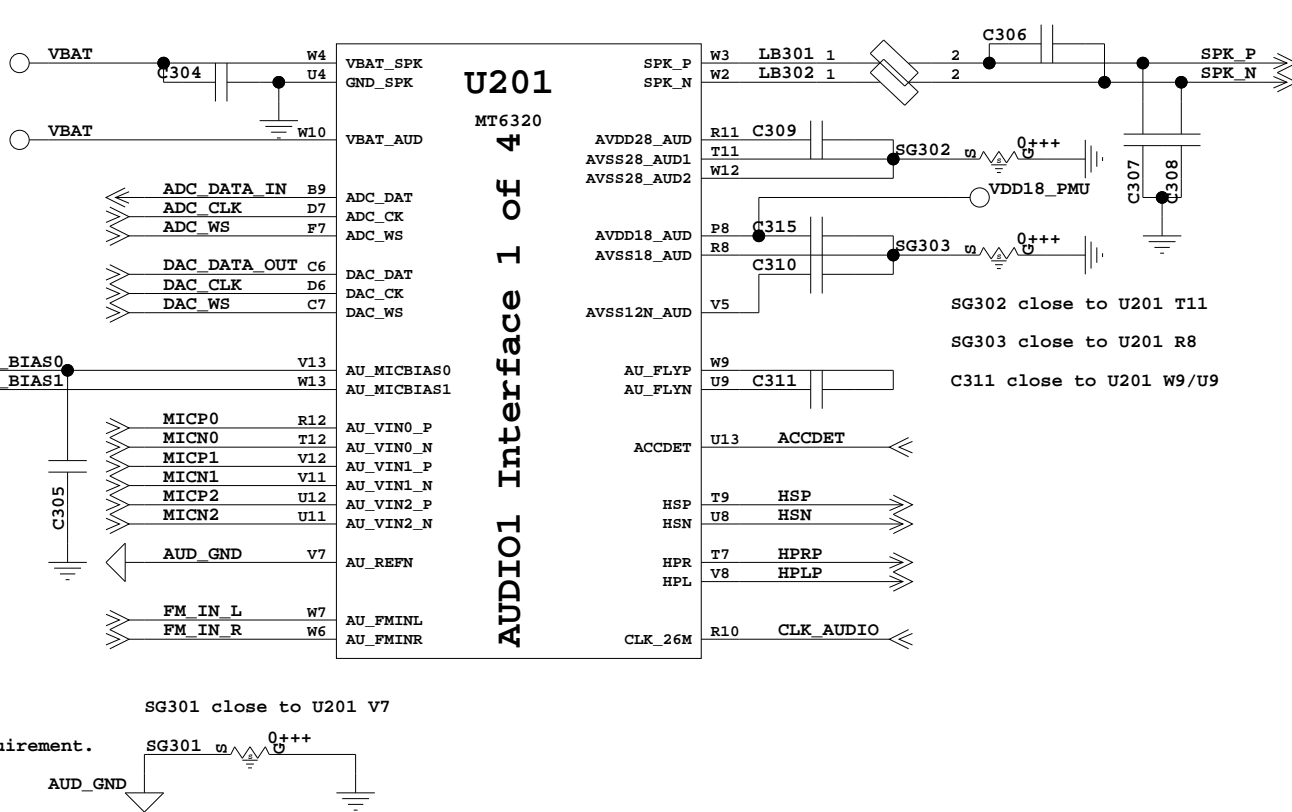 VBAT W4 VBAT_SPK SPK_P W3 LB301 1 2 C306 SPK_P
C304 U4 GND_SPK U201 SPK_N W2 LB302 1 2 SPK_N
MT6320
VBAT W10 VBAT_AUD AVDD28_AUD R11 C309
AVSS28_AUD1 T11 SG302 S s G 0+++
AVSS28_AUD2 W12
C307 C308
ADC_DATA_IN B9 ADC_DAT VDD18_PMU
ADC_CLK D7 ADC_CK
ADC_WS F7 ADC_WS AVDD18_AUD P8 C315
AVSS18_AUD R8 SG303 S s G 0+++
DAC_DATA_OUT C6 DAC_DAT C310
DAC_CLK D6 DAC_CK
DAC_WS C7 DAC_WS AVSS12N_AUD V5
SG302 close to U201 T11
SG303 close to U201 R8
C311 close to U201 W9/U9
AUDIO1 Interface 1 of 4
_BIAS0 V13 AU_MICBIAS0 AU_FLYP W9
_BIAS1 W13 AU_MICBIAS1 AU_FLYN U9 C311
MICP0 R12 AU_VIN0_P
MICN0 T12 AU_VIN0_N ACCDET U13 ACCDET
MICP1 V12 AU_VIN1_P
MICN1 V11 AU_VIN1_N
MICP2 U12 AU_VIN2_P HSP T9 HSP
MICN2 U11 AU_VIN2_N HSN U8 HSN
C305
AUD_GND V7 AU_REFN HPR T7 HPRP
HPL V8 HPLP
FM_IN_L W7 AU_FMINL
FM_IN_R W6 AU_FMINR CLK_26M R10 CLK_AUDIO
SG301 close to U201 V7
uirement. SG301 S s G 0+++
AUD_GND